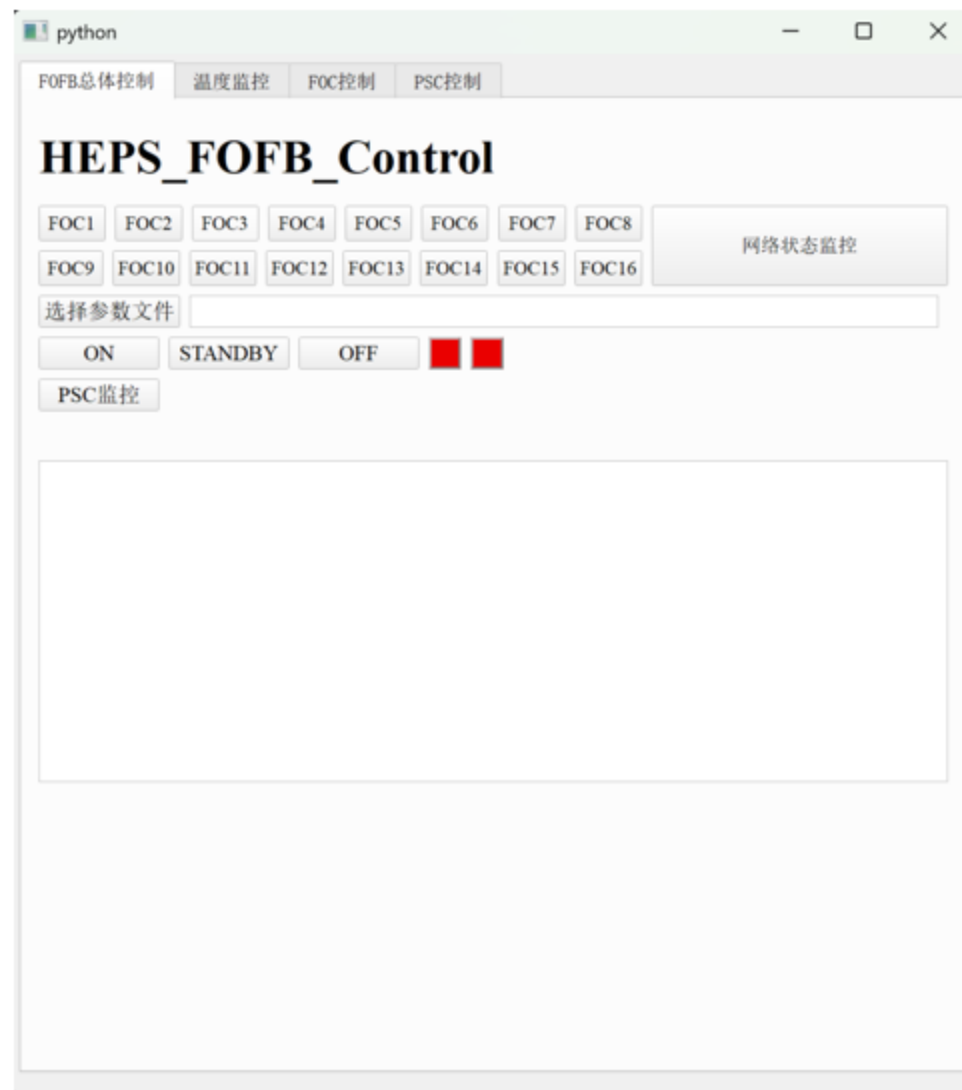 python
FOFB总体控制 温度监控 FOC控制 PSC控制
HEPS_FOFB_Control
FOC1 FOC2 FOC3 FOC4 FOC5 FOC6 FOC7 FOC8
网络状态监控
FOC9 FOC10 FOC11 FOC12 FOC13 FOC14 FOC15 FOC16
选择参数文件
ON STANDBY OFF
PSC监控